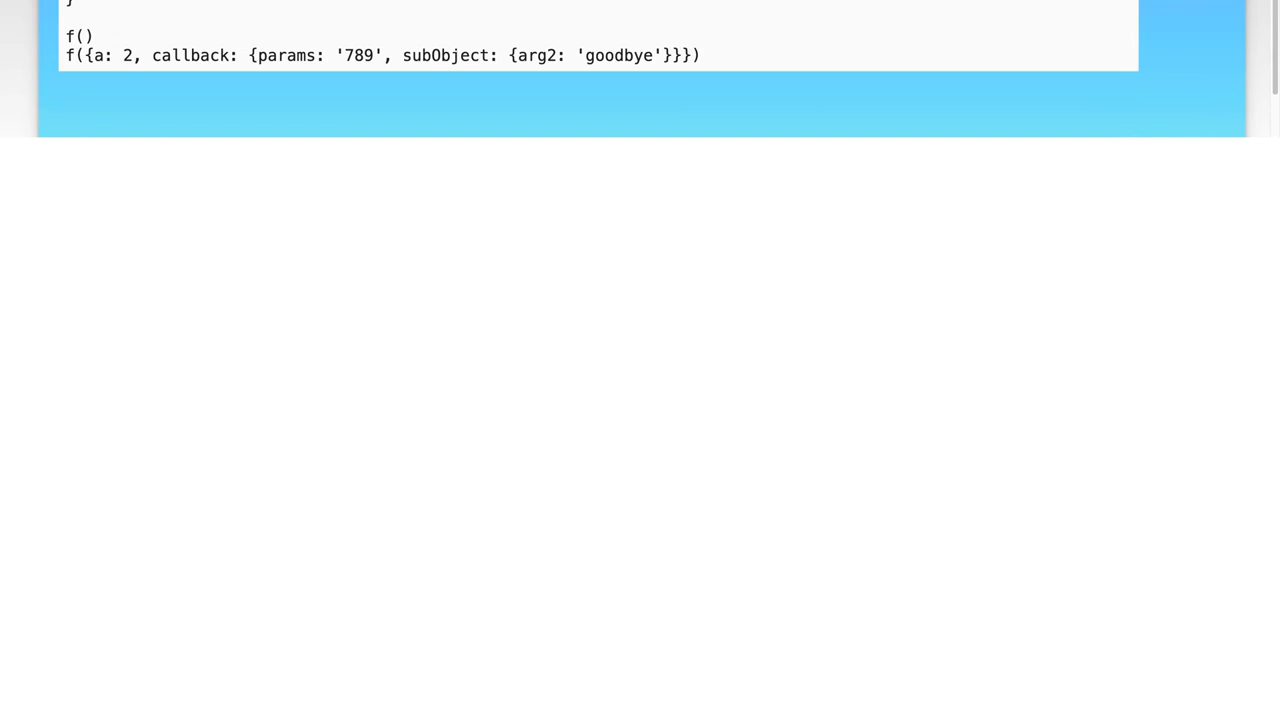 }
f()
f({a: 2, callback: {params: '789', subObject: {arg2: 'goodbye'}}})